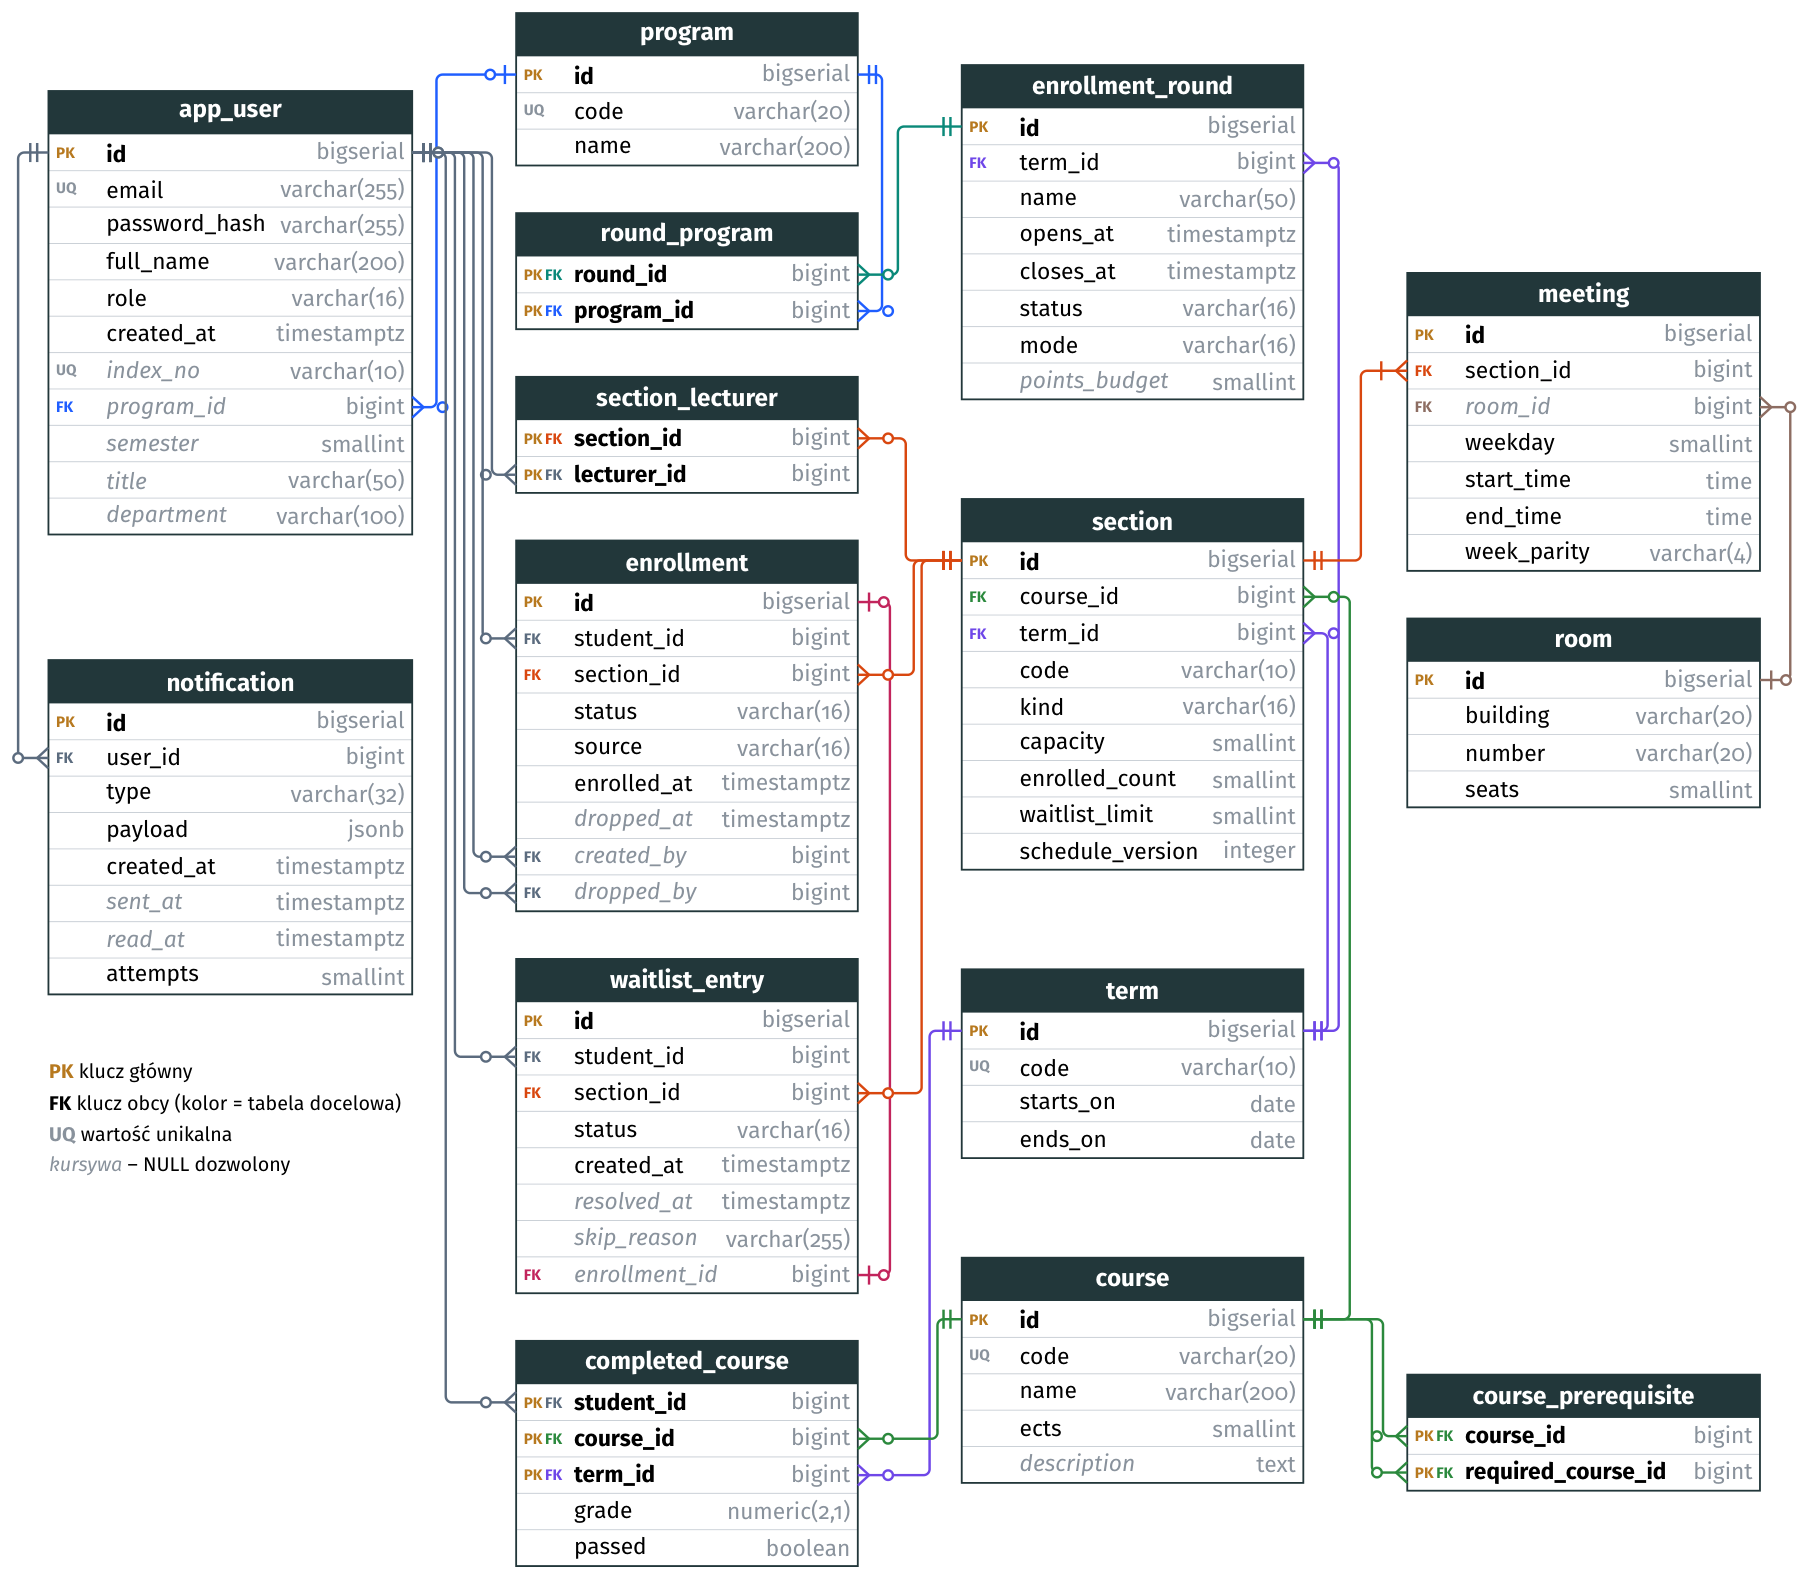 app_user
PK id bigserial
UQ email varchar(255)
password_hash varchar(255)
full_name varchar(200)
role varchar(16)
created_at timestamptz
UQ index_no varchar(10)
FK program_id bigint
semester smallint
title varchar(50)
department varchar(100)
notification
PK id bigserial
FK user_id bigint
type varchar(32)
payload jsonb
created_at timestamptz
sent_at timestamptz
read_at timestamptz
attempts smallint
PK klucz główny
FK klucz obcy (kolor = tabela docelowa)
UQ wartość unikalna
kursywa – NULL dozwolony
program
PK id bigserial
UQ code varchar(20)
name varchar(200)
round_program
PK FK round_id bigint
PK FK program_id bigint
section_lecturer
PK FK section_id bigint
PK FK lecturer_id bigint
enrollment
PK id bigserial
FK student_id bigint
FK section_id bigint
status varchar(16)
source varchar(16)
enrolled_at timestamptz
dropped_at timestamptz
FK created_by bigint
FK dropped_by bigint
waitlist_entry
PK id bigserial
FK student_id bigint
FK section_id bigint
status varchar(16)
created_at timestamptz
resolved_at timestamptz
skip_reason varchar(255)
FK enrollment_id bigint
completed_course
PK FK student_id bigint
PK FK course_id bigint
PK FK term_id bigint
grade numeric(2,1)
passed boolean
enrollment_round
PK id bigserial
FK term_id bigint
name varchar(50)
opens_at timestamptz
closes_at timestamptz
status varchar(16)
mode varchar(16)
points_budget smallint
section
PK id bigserial
FK course_id bigint
FK term_id bigint
code varchar(10)
kind varchar(16)
capacity smallint
enrolled_count smallint
waitlist_limit smallint
schedule_version integer
term
PK id bigserial
UQ code varchar(10)
starts_on date
ends_on date
course
PK id bigserial
UQ code varchar(20)
name varchar(200)
ects smallint
description text
meeting
PK id bigserial
FK section_id bigint
FK room_id bigint
weekday smallint
start_time time
end_time time
week_parity varchar(4)
room
PK id bigserial
building varchar(20)
number varchar(20)
seats smallint
course_prerequisite
PK FK course_id bigint
PK FK required_course_id bigint